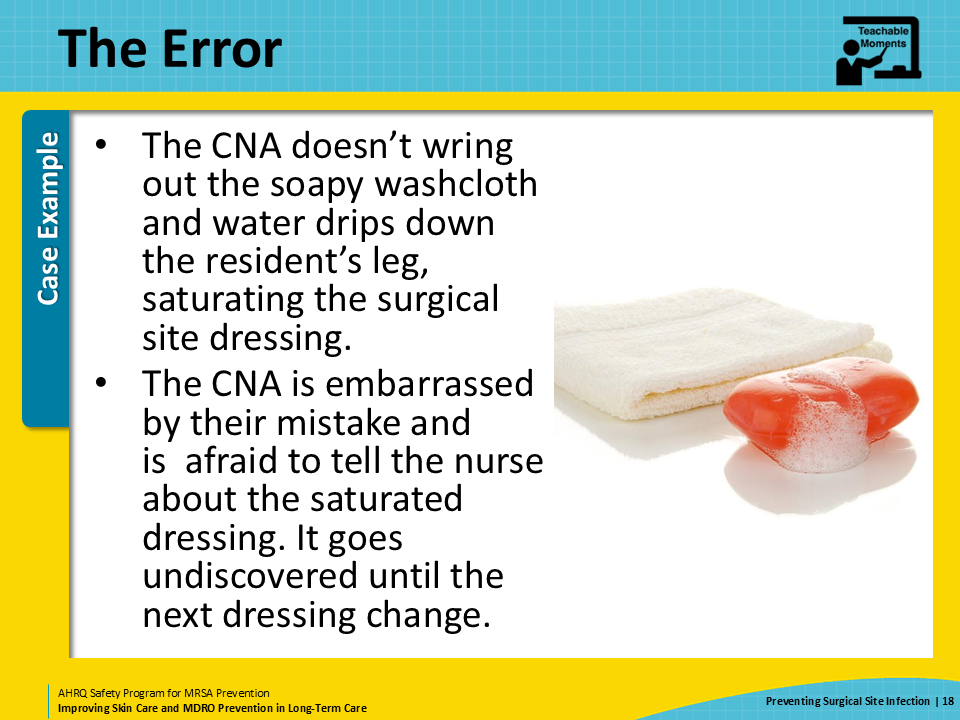 The Error
Teachable
Moments
Case Example
• The CNA doesn’t wring
out the soapy washcloth
and water drips down
the resident’s leg,
saturating the surgical
site dressing.
• The CNA is embarrassed
by their mistake and
is  afraid to tell the nurse
about the saturated
dressing. It goes
undiscovered until the
next dressing change.
AHRQ Safety Program for MRSA Prevention
Improving Skin Care and MDRO Prevention in Long-Term Care
Preventing Surgical Site Infection | 18